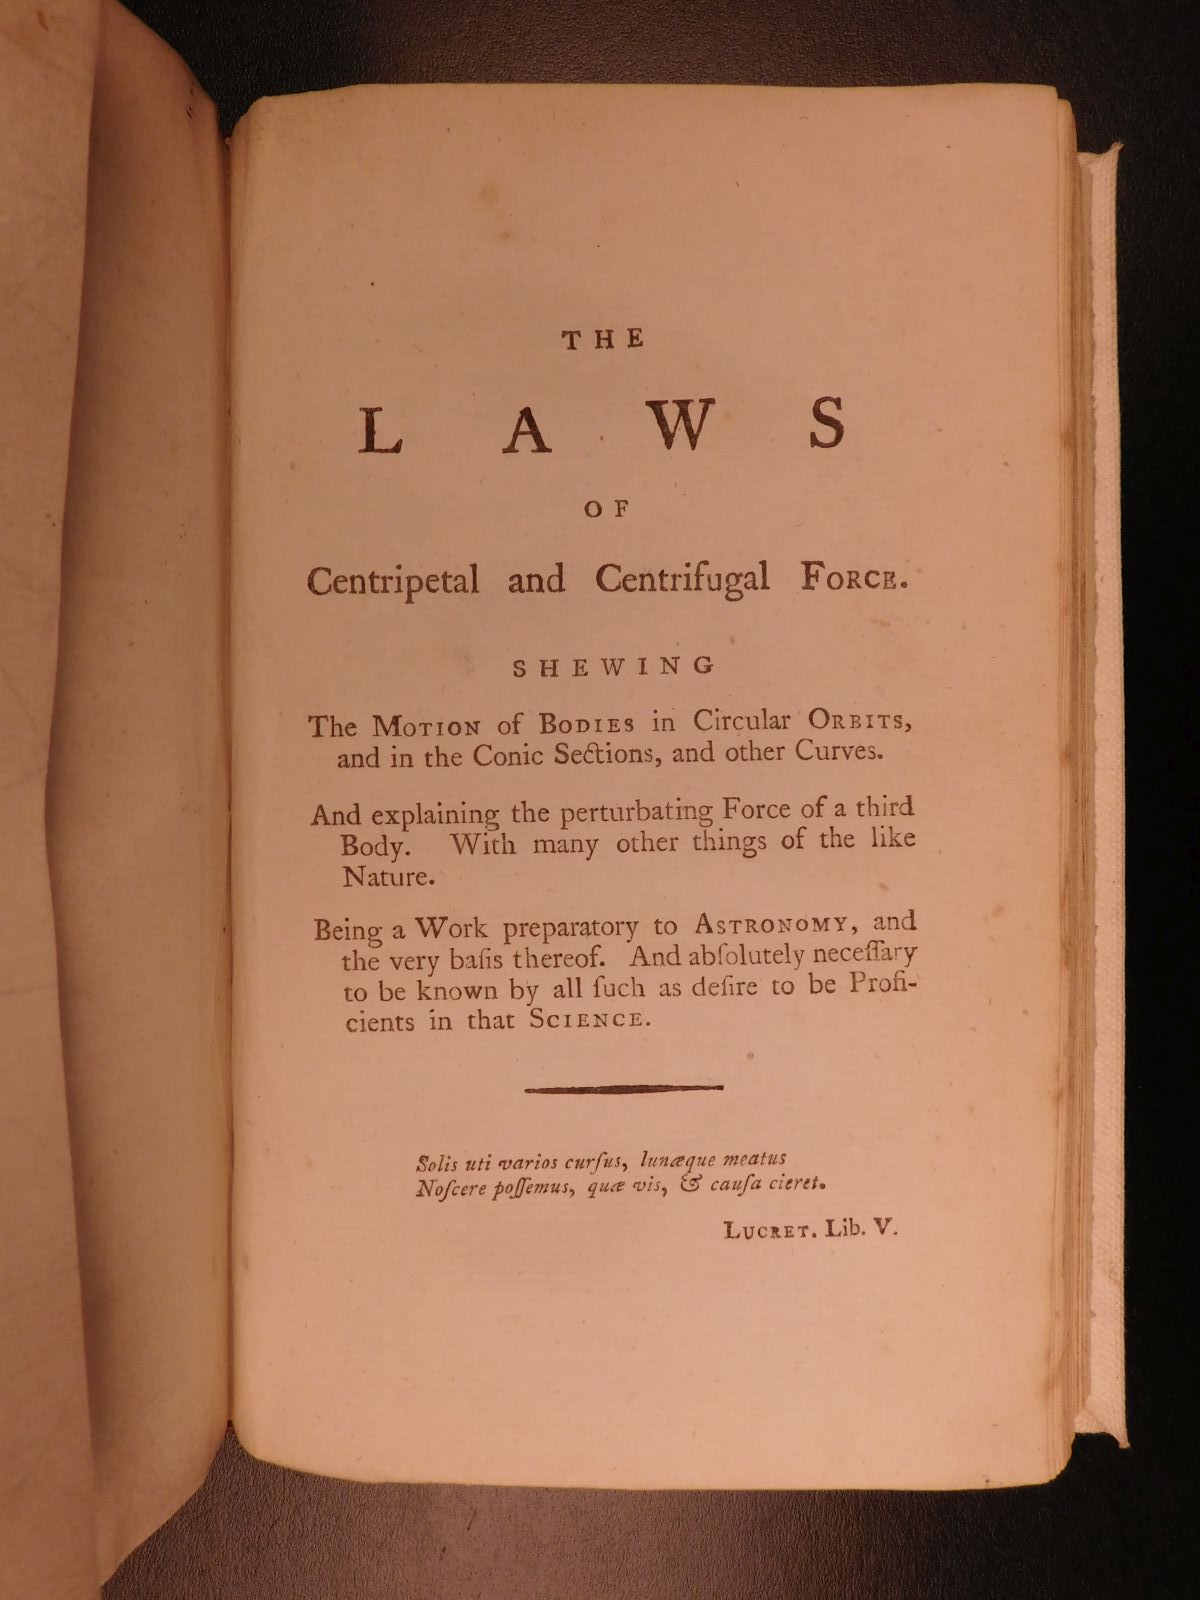 THE
LAWS
OF
Centripetal and Centrifugal FORCE.
SHEWING
The MOTION of BODIES in Circular ORBITS,
and in the Conic Sections, and other Curves.
And explaining the perturbating Force of a third
Body. With many other things of the like
Nature.
Being a Work preparatory to ASTRONOMY, and
the very baſis thereof. And abſolutely neceſſary
to be known by all ſuch as deſire to be Profi-
cients in that SCIENCE.
Solis uti varios curſus, lunæque meatus
Noſcere poſſemus, quæ vis, & cauſa cieret.
LUCRET. Lib. V.